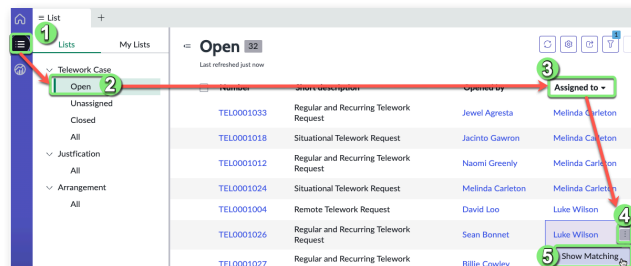 List +
1
Lists My Lists
Open 32
Last refreshed just now
1
Telework Case
Open 2
Unassigned
Closed
All
Justfication
All
Arrangement
All
3
Number Short description Opened by Assigned to
TEL0001033 Regular and Recurring Telework Request Jewel Agresta Melinda Carleton
TEL0001018 Situational Telework Request Jacinto Gawron Melinda Carleton
TEL0001012 Regular and Recurring Telework Request Naomi Greenly Melinda Carleton
TEL0001024 Situational Telework Request Melinda Carleton Melinda Carleton
TEL0001004 Remote Telework Request David Loo Luke Wilson
4
TEL0001026 Regular and Recurring Telework Request Sean Bonnet Luke Wilson
5 Show Matching
TEL0001027 Regular and Recurring Telework Billie Cowley